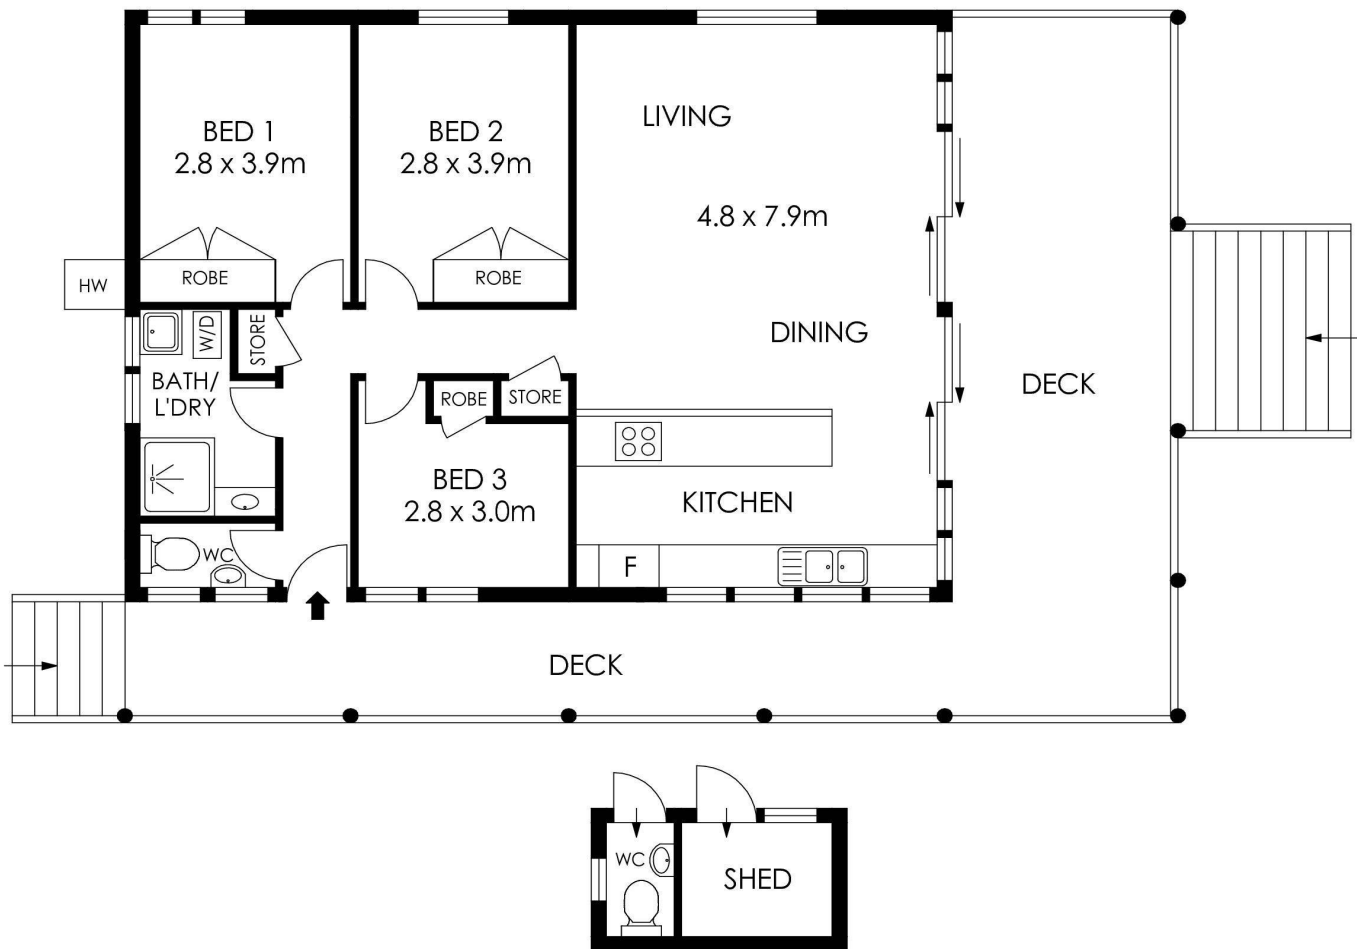 BED 1
2.8 x 3.9m
ROBE
BED 2
2.8 x 3.9m
ROBE
LIVING
4.8 x 7.9m
DINING
HW
W/D
STORE
BATH/
L'DRY
ROBE
STORE
BED 3
2.8 x 3.0m
KITCHEN
F
WC
DECK
DECK
WC
SHED